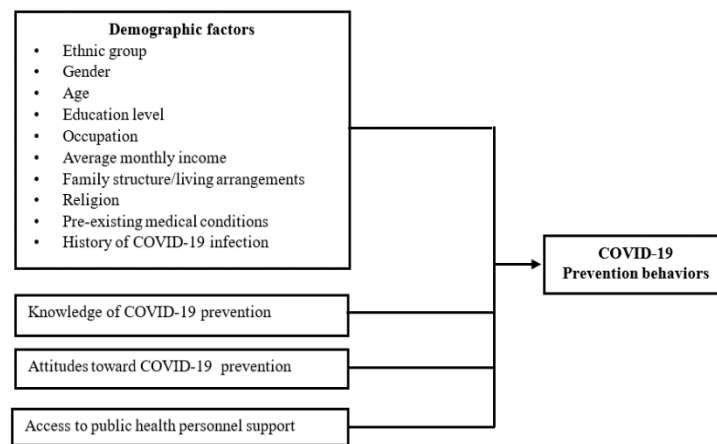 Demographic factors
• Ethnic group
• Gender
• Age
• Education level
• Occupation
• Average monthly income
• Family structure/living arrangements
• Religion
• Pre-existing medical conditions
• History of COVID-19 infection
Knowledge of COVID-19 prevention
Attitudes toward COVID-19 prevention
Access to public health personnel support
COVID-19
Prevention behaviors